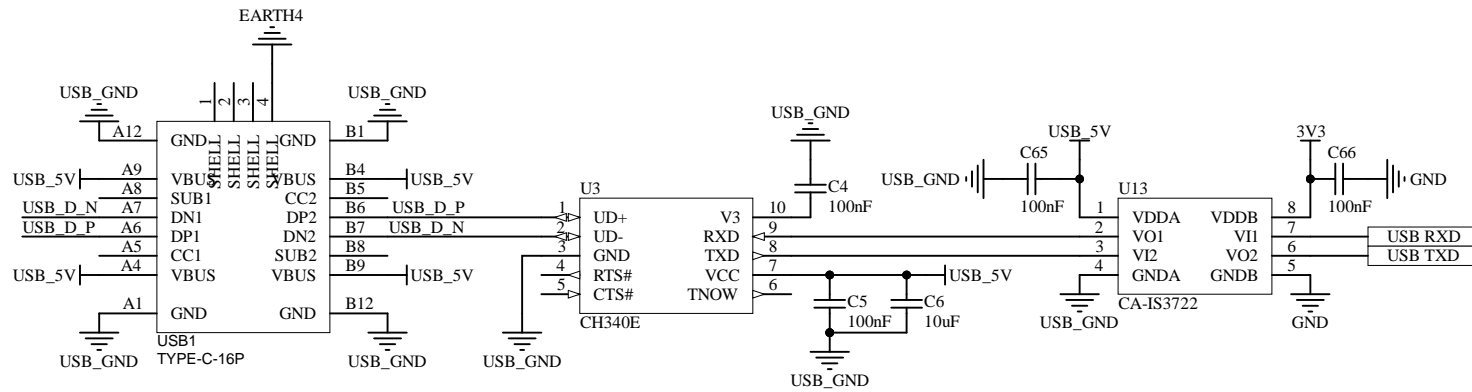 EARTH4
USB_GND
USB_GND
1
2
3
4
A12
GND
SHELL
SHELL
SHELL
SHELL
GND
B1
USB_5V
A9
VBUS
VBUS
B4
USB_5V
A8
SUB1
CC2
B5
USB_D_N
A7
DN1
DP2
B6
USB_D_P
USB_D_P
A6
DP1
DN2
B7
USB_D_N
A5
CC1
SUB2
B8
USB_5V
A4
VBUS
VBUS
B9
USB_5V
A1
GND
GND
B12
USB_GND
USB1
TYPE-C-16P
USB_GND
USB_GND
C4
100nF
U3
1
UD+
V3
10
2
UD-
RXD
9
3
GND
TXD
8
4
RTS#
VCC
7
5
CTS#
TNOW
6
CH340E
USB_GND
USB_5V
C5
100nF
C6
10uF
USB_GND
USB_5V
C65
USB_GND
100nF
3V3
C66
100nF
GND
U13
1
VDDA
VDDB
8
2
VO1
VI1
7
USB RXD
3
VI2
VO2
6
USB TXD
4
GNDA
GNDB
5
USB_GND
CA-IS3722
GND